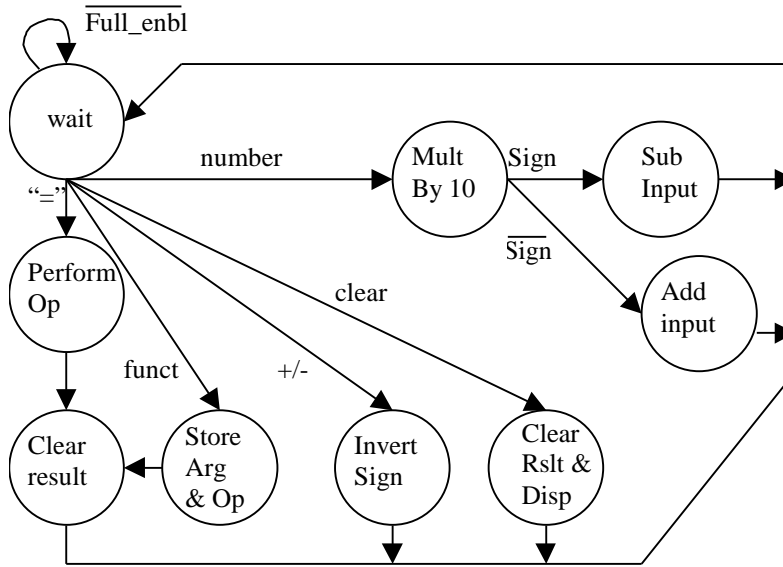 Full_enbl
wait
number
Mult
By 10
Sign
Sub
Input
“=”
Sign
Perform
Op
clear
Add
input
funct
+/-
Clear
result
Store
Arg
& Op
Invert
Sign
Clear
Rslt &
Disp